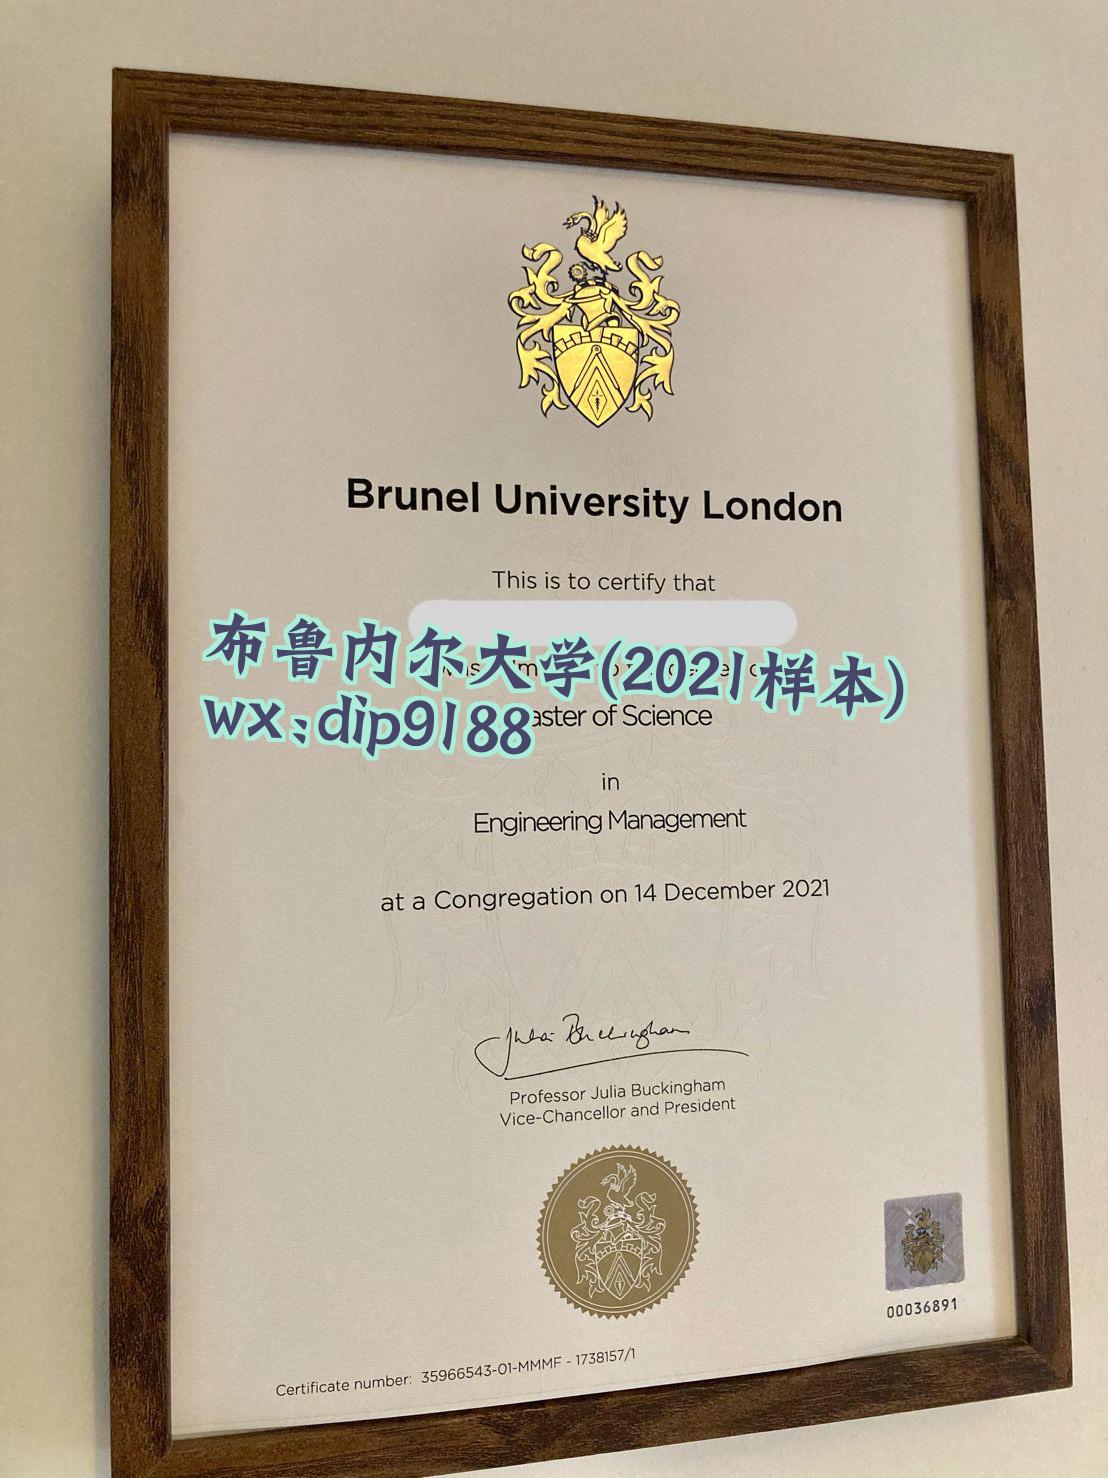 Brunel University London
This is to certify that
布鲁内尔大学(2021样本)
wx:dip9188
of Science
in
Engineering Management
at a Congregation on 14 December 2021
Julia Buckingham
Professor Julia Buckingham
Vice-Chancellor and President
00036891
Certificate number: 35966543-01-MMMF - 1738157/1